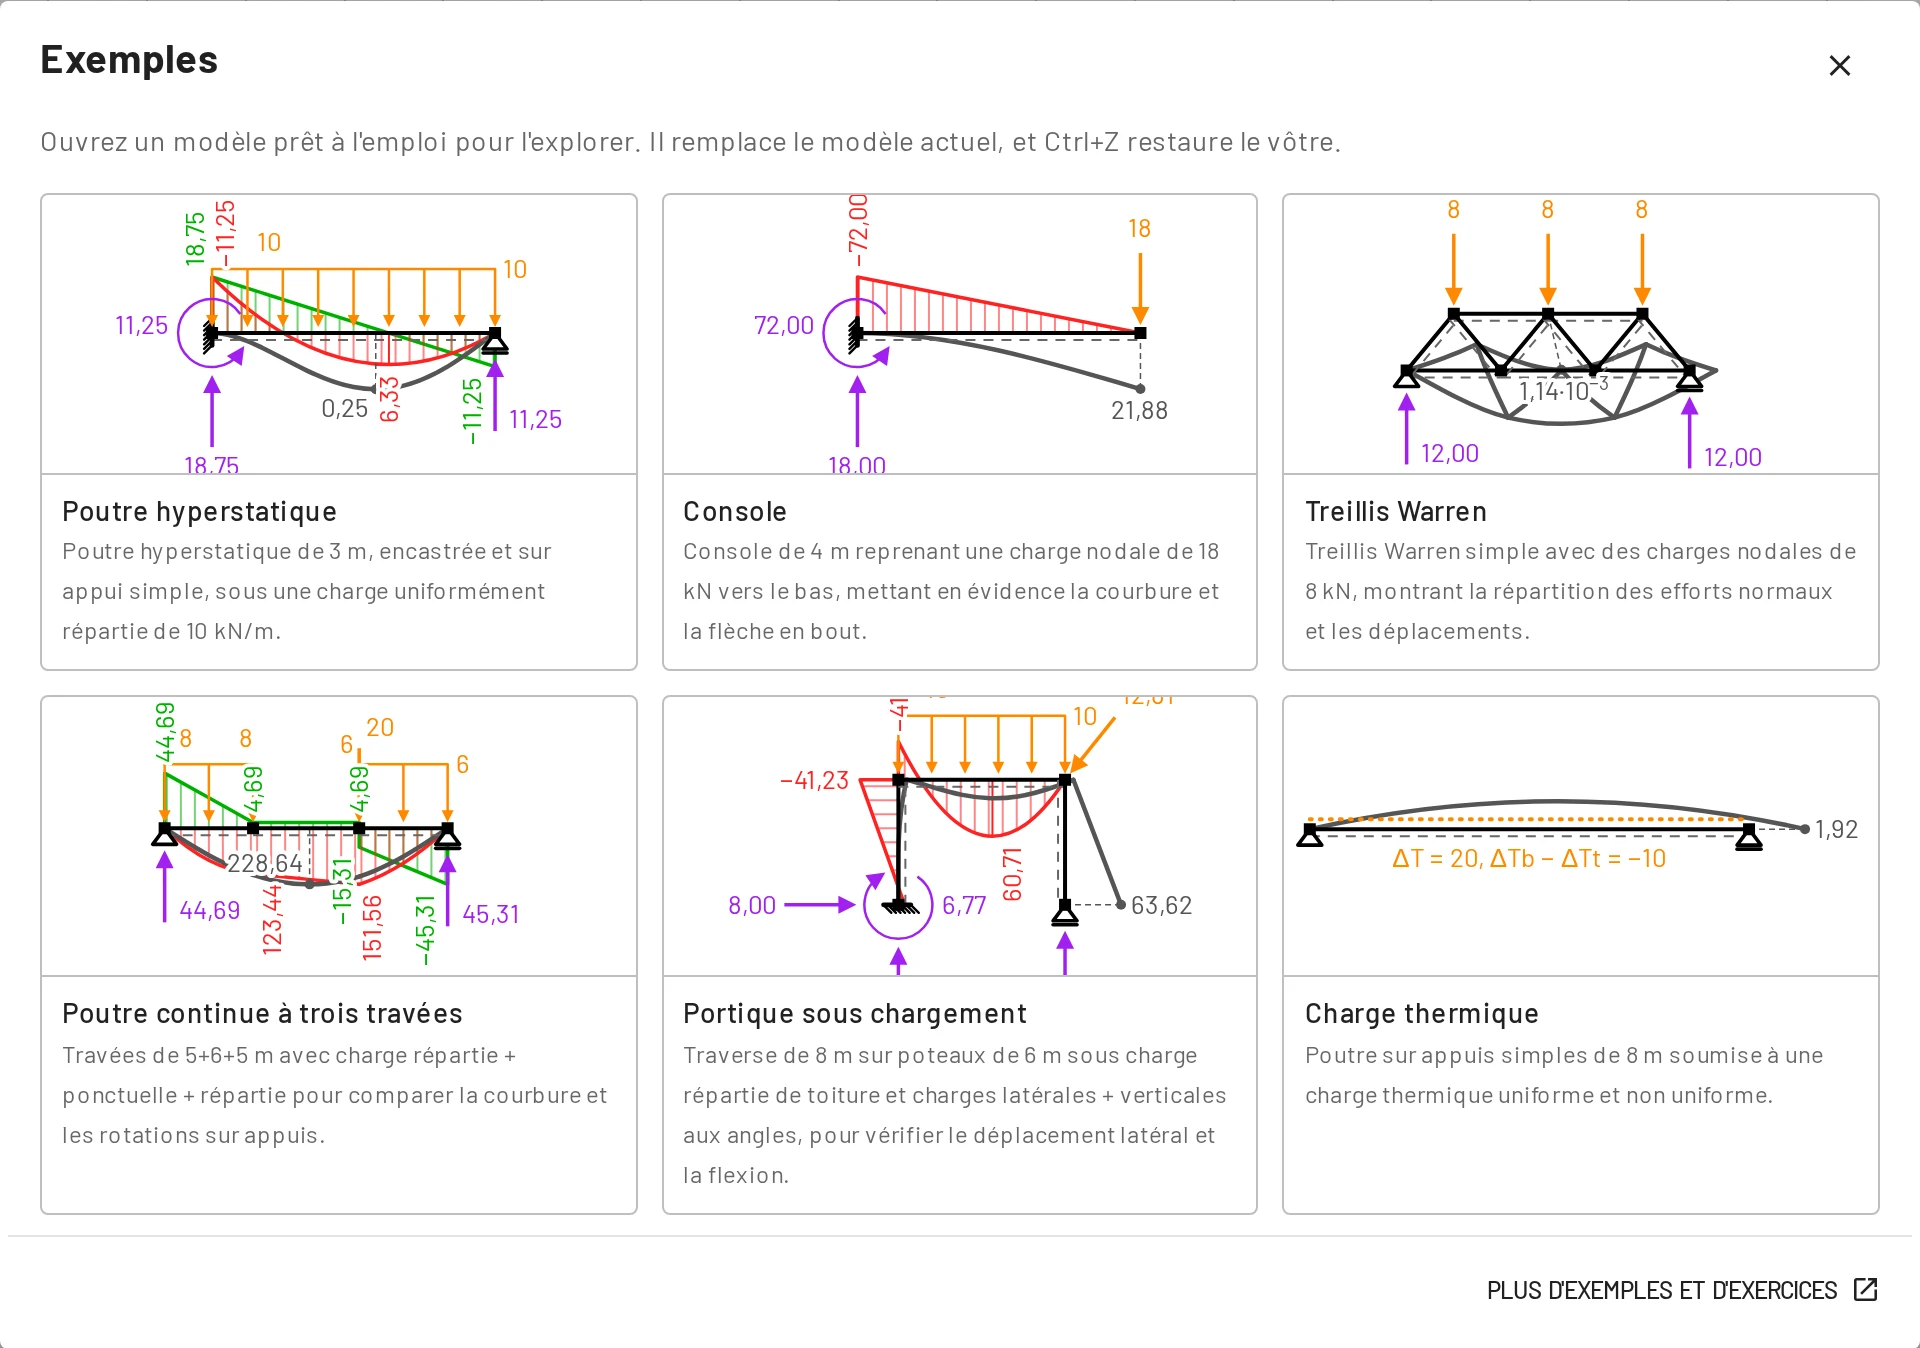 Exemples
Ouvrez un modèle prêt à l'emploi pour l'explorer. Il remplace le modèle actuel, et Ctrl+Z restaure le vôtre.
18,75
−11,25
10
10
11,25
0,25
6,33
−11,25
11,25
18,75
Poutre hyperstatique
Poutre hyperstatique de 3 m, encastrée et sur
appui simple, sous une charge uniformément
répartie de 10 kN/m.
−72,00
18
72,00
21,88
18,00
Console
Console de 4 m reprenant une charge nodale de 18
kN vers le bas, mettant en évidence la courbure et
la flèche en bout.
8
8
8
1,14·10⁻³
12,00
12,00
Treillis Warren
Treillis Warren simple avec des charges nodales de
8 kN, montrant la répartition des efforts normaux
et les déplacements.
44,69
8
8
6
20
6
4,69
4,69
228,64
44,69
123,44
−15,31
151,56
−45,31
45,31
Poutre continue à trois travées
Travées de 5+6+5 m avec charge répartie +
ponctuelle + répartie pour comparer la courbure et
les rotations sur appuis.
−41
10
−41,23
60,71
8,00
6,77
63,62
Portique sous chargement
Traverse de 8 m sur poteaux de 6 m sous charge
répartie de toiture et charges latérales + verticales
aux angles, pour vérifier le déplacement latéral et
la flexion.
1,92
ΔT = 20, ΔTb − ΔTt = −10
Charge thermique
Poutre sur appuis simples de 8 m soumise à une
charge thermique uniforme et non uniforme.
PLUS D'EXEMPLES ET D'EXERCICES